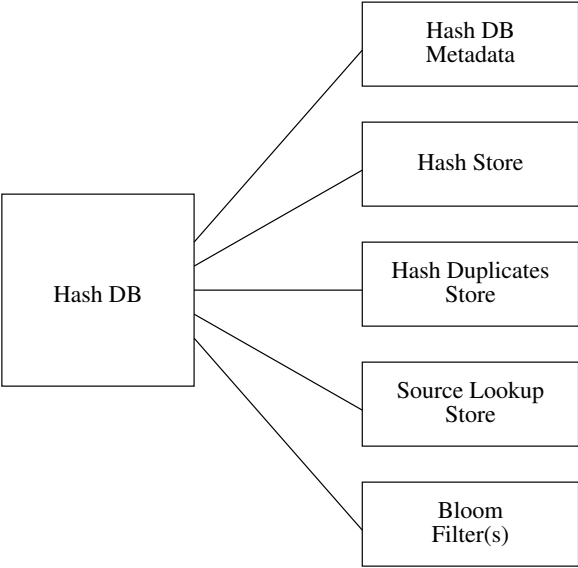 Hash DB
Hash DB
Metadata
Hash Store
Hash Duplicates
Store
Source Lookup
Store
Bloom
Filter(s)